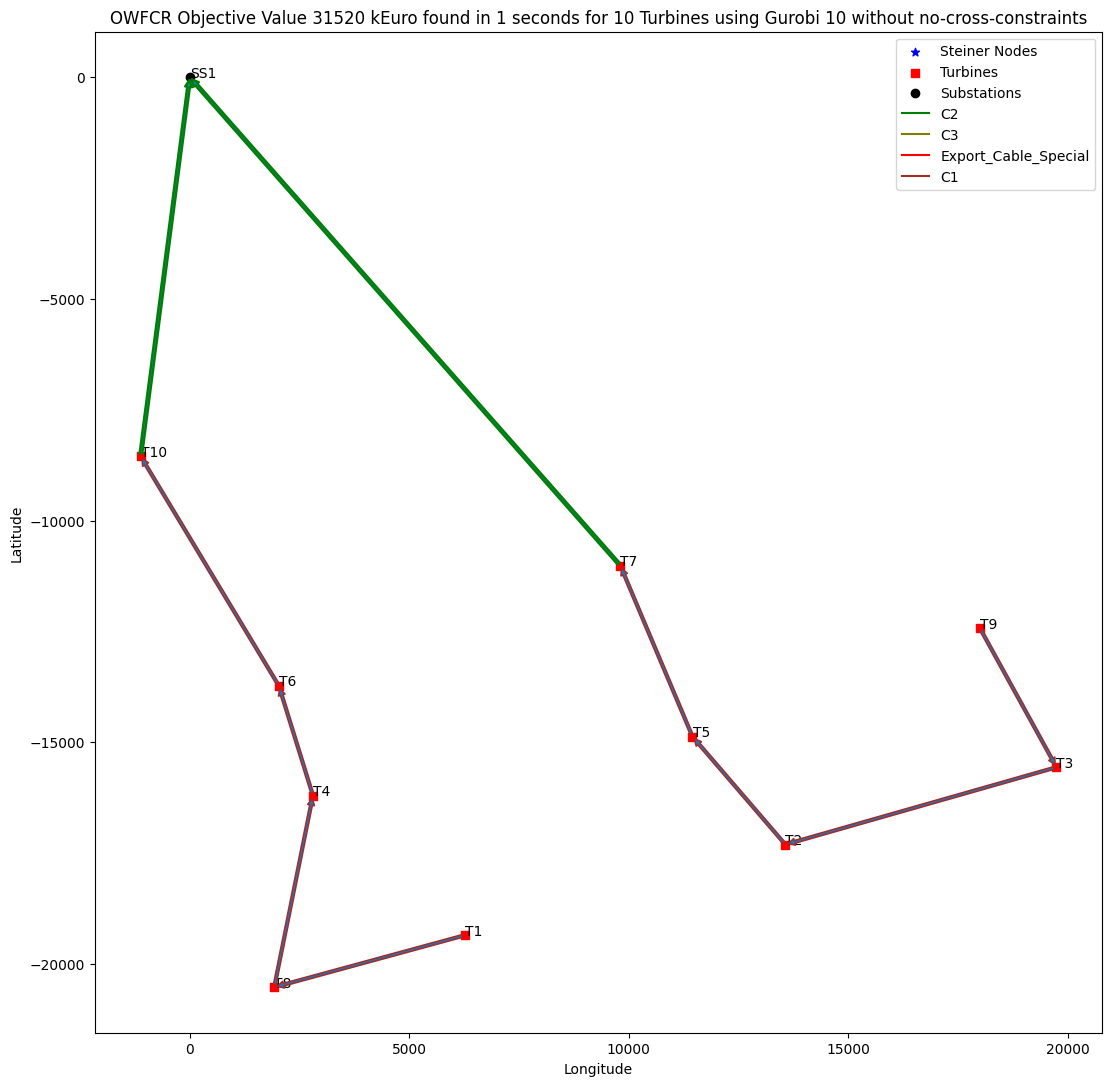 OWFCR Objective Value 31520 kEuro found in 1 seconds for 10 Turbines using Gurobi 10 without no-cross-constraints
Steiner Nodes
Turbines
Substations
C2
C3
Export_Cable_Special
C1
SS1
T10
T7
T9
T6
T5
T3
T4
T2
T1
T8
0
−5000
−10000
−15000
−20000
Latitude
0
5000
10000
15000
20000
Longitude